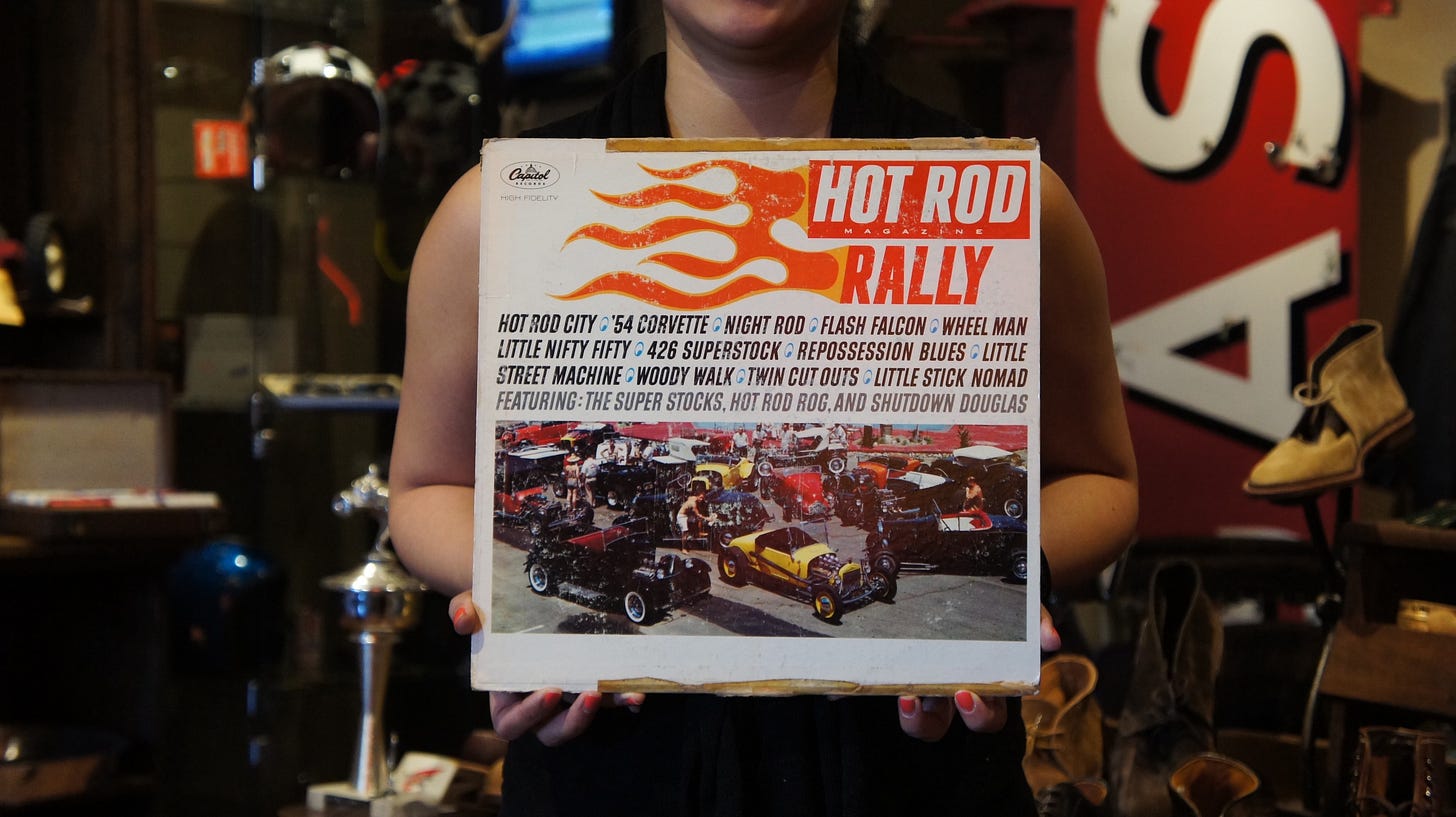 Capitol
RECORDS
HIGH FIDELITY
HOT ROD
MAGAZINE
RALLY
HOT ROD CITY '54 CORVETTE NIGHT ROD FLASH FALCON WHEEL MAN
LITTLE NIFTY FIFTY 426 SUPERSTOCK REPOSSESSION BLUES LITTLE
STREET MACHINE WOODY WALK TWIN CUT OUTS LITTLE STICK NOMAD
FEATURING: THE SUPER STOCKS, HOT ROD ROG, AND SHUTDOWN DOUGLAS
AS